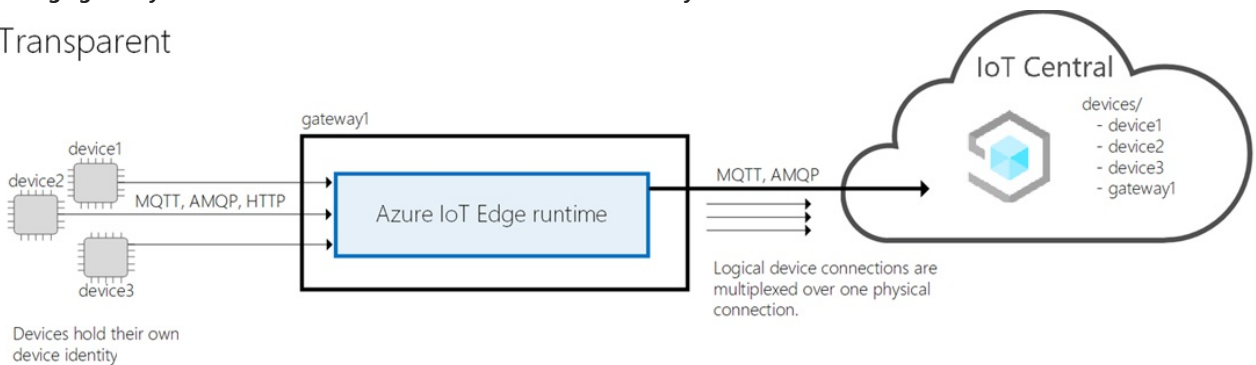 Transparent
IoT Central
devices/
- device1
- device2
- device3
- gateway1
gateway1
device1
device2
MQTT, AMQP, HTTP
Azure IoT Edge runtime
MQTT, AMQP
device3
Logical device connections are
multiplexed over one physical
connection.
Devices hold their own
device identity